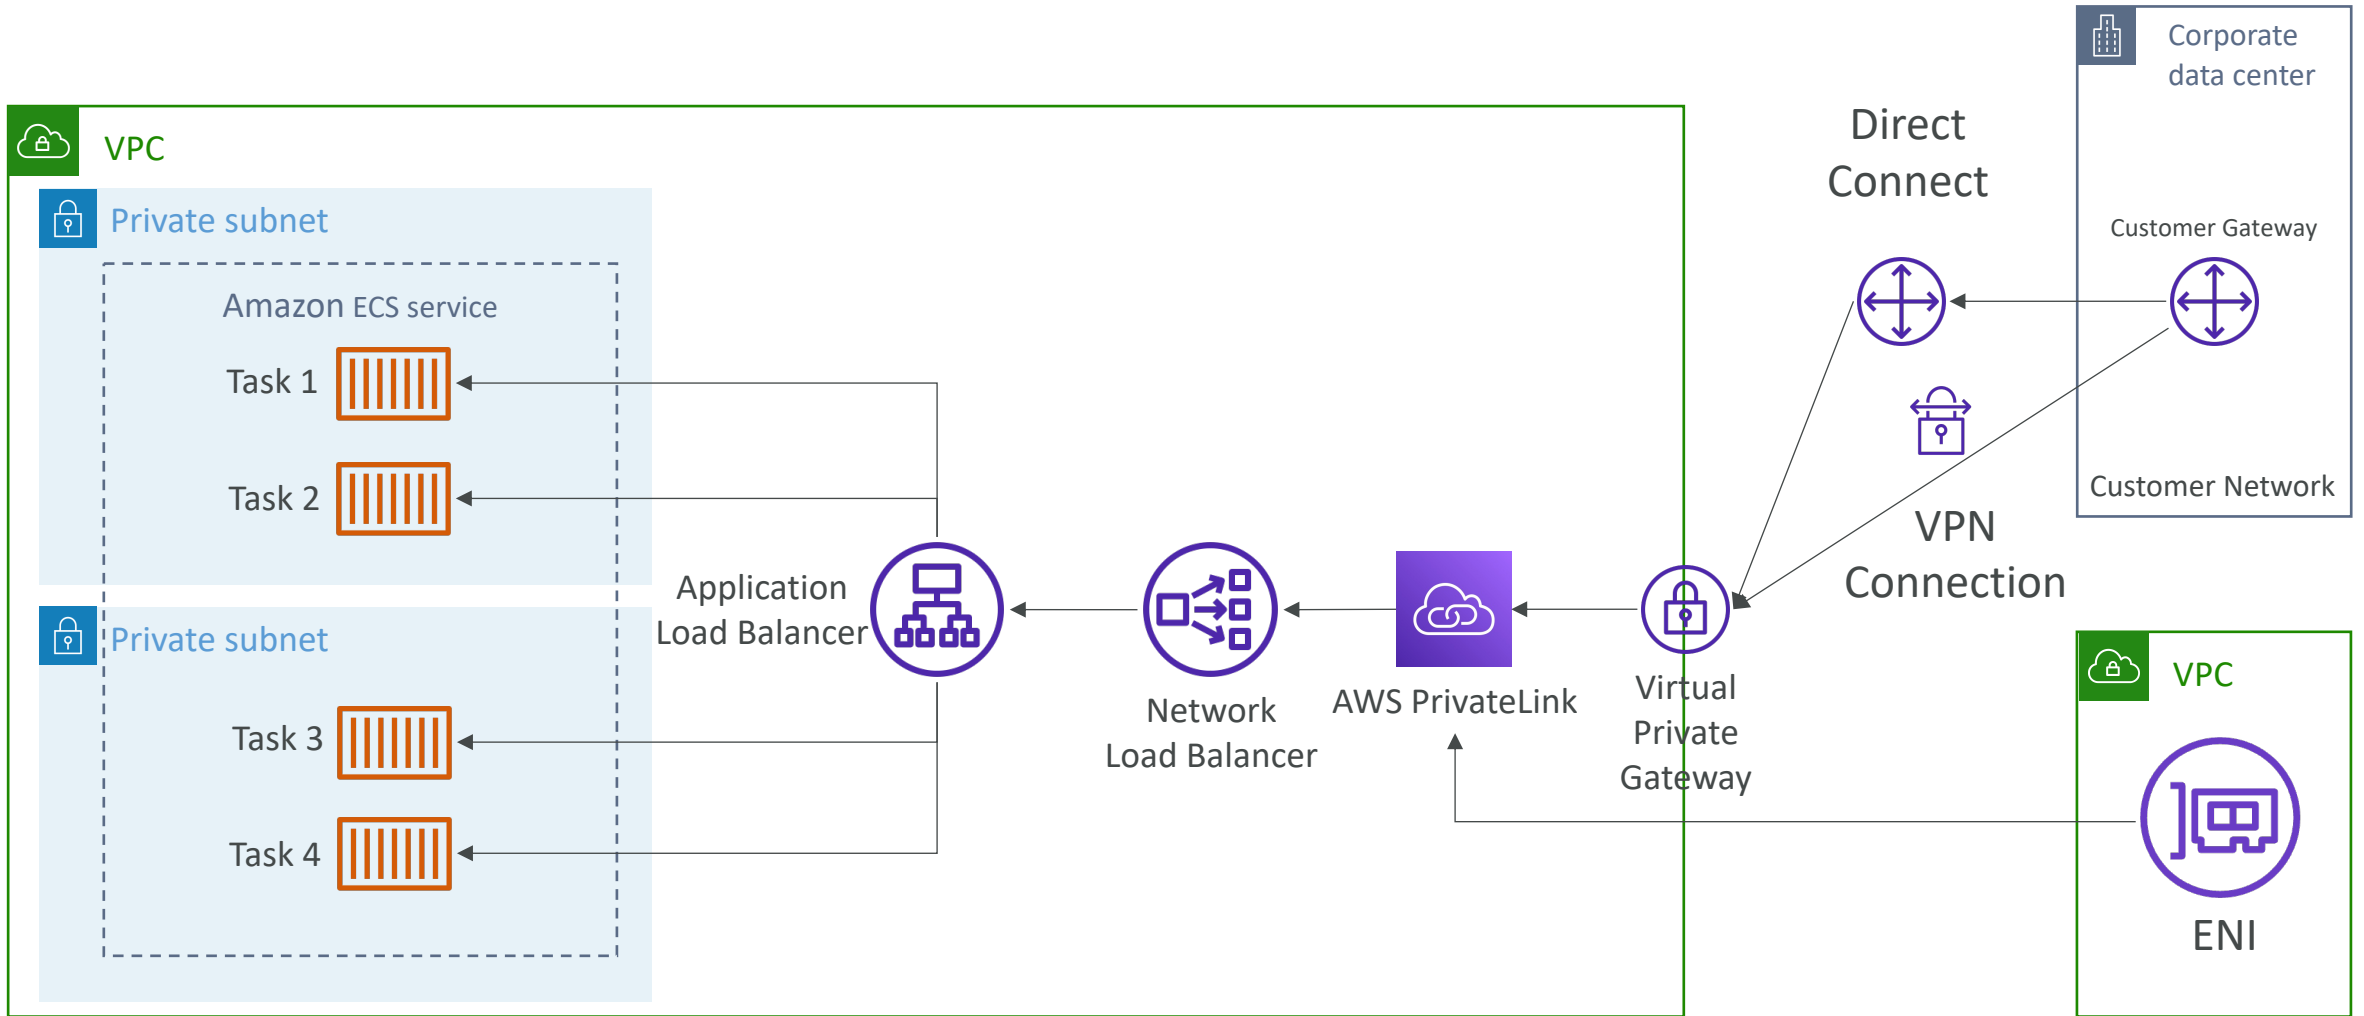 Corporate
data center
Direct
Connect
VPC
Private subnet
Customer Gateway
Amazon ECS service
Task 1
Task 2
Customer Network
VPN
Connection
Application
Load Balancer
Private subnet
Network
Load Balancer
AWS PrivateLink
Virtual
Private
Gateway
VPC
Task 3
Task 4
ENI